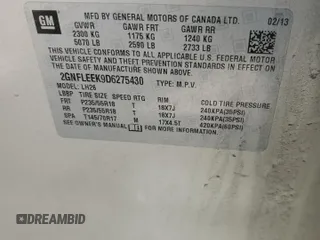 GM
MFD BY GENERAL MOTORS OF CANADA LTD.
02/13
GVWR GAWR FRT GAWR RR
2300 KG 1175 KG 1240 KG
5070 LB 2590 LB 2733 LB
THIS VEHICLE CONFORMS TO ALL APPLICABLE U.S. FEDERAL
MOTOR VEHICLE SAFETY, BUMPER, AND THEFT PREVENTION
STANDARDS IN EFFECT ON THE DATE OF MANUFACTURE SHOWN
ABOVE.
2GNFLEEK9D6275430 TYPE: M.P.V.
MODEL: LH26
TIRE SIZE SPEED RTG RIM COLD TIRE PRESSURE
FRT P235/55R18 T 18X7J 240KPA(35PSI)
RR P235/55R18 T 18X7J 240KPA(35PSI)
SPA T145/70R17 M 17X4.5T 420KPA(60PSI)
SEE OWNER'S MANUAL
DREAMBID